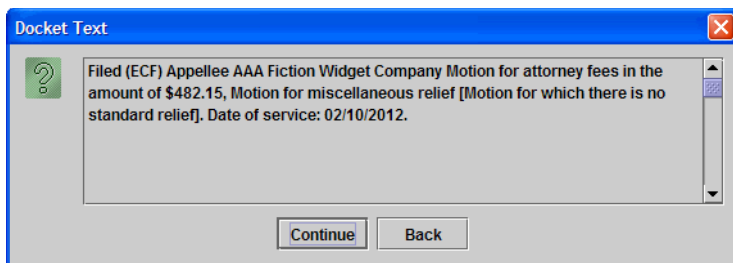 Docket Text
Filed (ECF) Appellee AAA Fiction Widget Company Motion for attorney fees in the
amount of $482.15, Motion for miscellaneous relief [Motion for which there is no
standard relief]. Date of service: 02/10/2012.
Continue Back